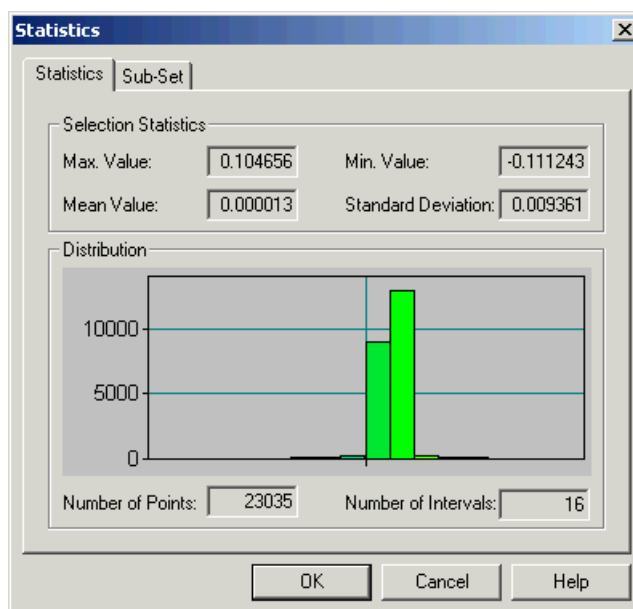 Statistics
Statistics Sub-Set
Selection Statistics
Max. Value: 0.104656 Min. Value: -0.111243
Mean Value: 0.000013 Standard Deviation: 0.009361
Distribution
10000
5000
0
Number of Points: 23035 Number of Intervals: 16
OK Cancel Help